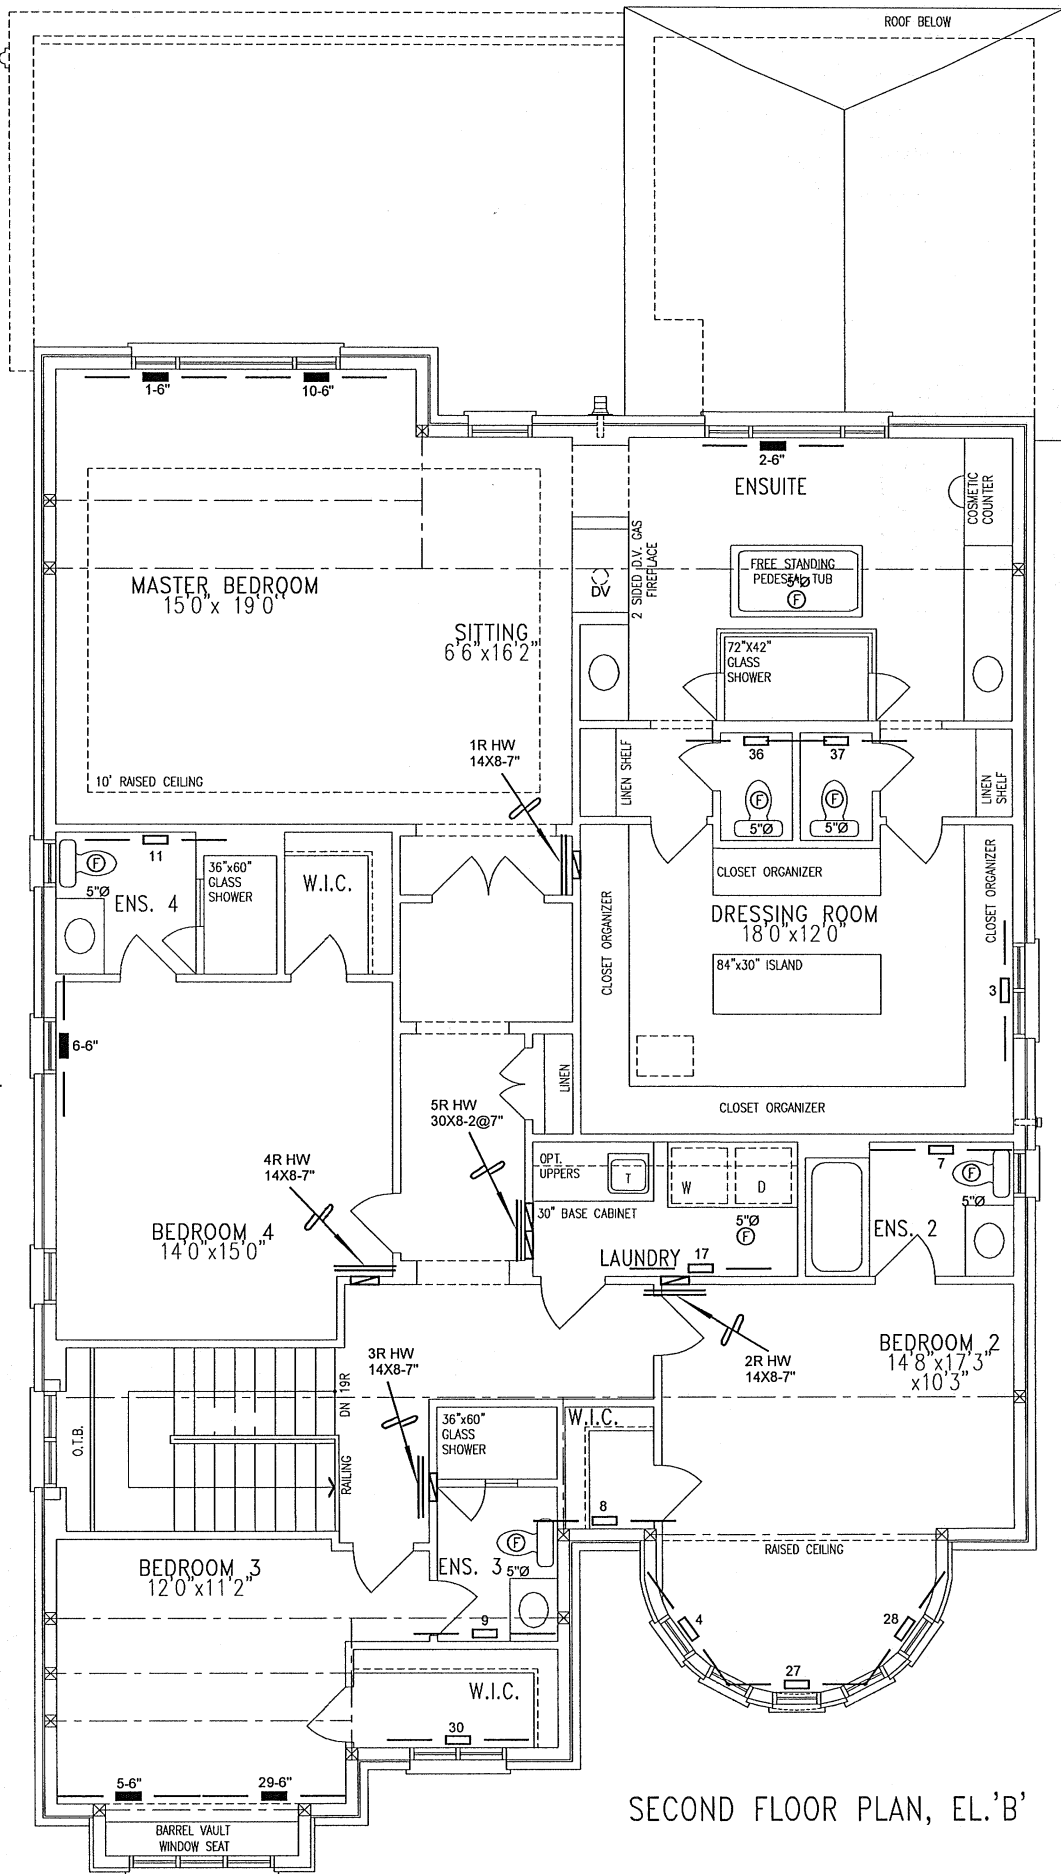 ROOF BELOW
1-6"
10-6"
2-6"
ENSUITE
COSMETIC
COUNTER
2 SIDED D.V. GAS
FIREPLACE
FREE STANDING
PEDESTAL TUB
5"Ø
F
DV
MASTER BEDROOM
15'0"x 19'0"
SITTING
6'6"x16'2"
72"X42"
GLASS
SHOWER
10' RAISED CEILING
1R HW
14X8-7"
LINEN SHELF
36
37
LINEN
SHELF
F
5"Ø
F
5"Ø
11
F
5"Ø
ENS. 4
36"x60"
GLASS
SHOWER
W.I.C.
CLOSET ORGANIZER
CLOSET ORGANIZER
CLOSET ORGANIZER
DRESSING ROOM
18'0"x12'0"
84"x30" ISLAND
3
6-6"
LINEN
CLOSET ORGANIZER
5R HW
30X8-2@7"
4R HW
14X8-7"
OPT.
UPPERS
T
W
D
30" BASE CABINET
5"Ø
F
LAUNDRY
17
7
F
5"Ø
ENS. 2
BEDROOM 4
14'0"x15'0"
3R HW
14X8-7"
2R HW
14X8-7"
BEDROOM 2
14'8"x17'3"
x10'3"
DN 19R
O.T.B.
RAILING
36"x60"
GLASS
SHOWER
W.I.C.
8
RAISED CEILING
BEDROOM 3
12'0"x11'2"
ENS. 3
F
5"Ø
9
4
28
27
W.I.C.
30
5-6"
29-6"
BARREL VAULT
WINDOW SEAT
SECOND FLOOR PLAN, EL.'B'